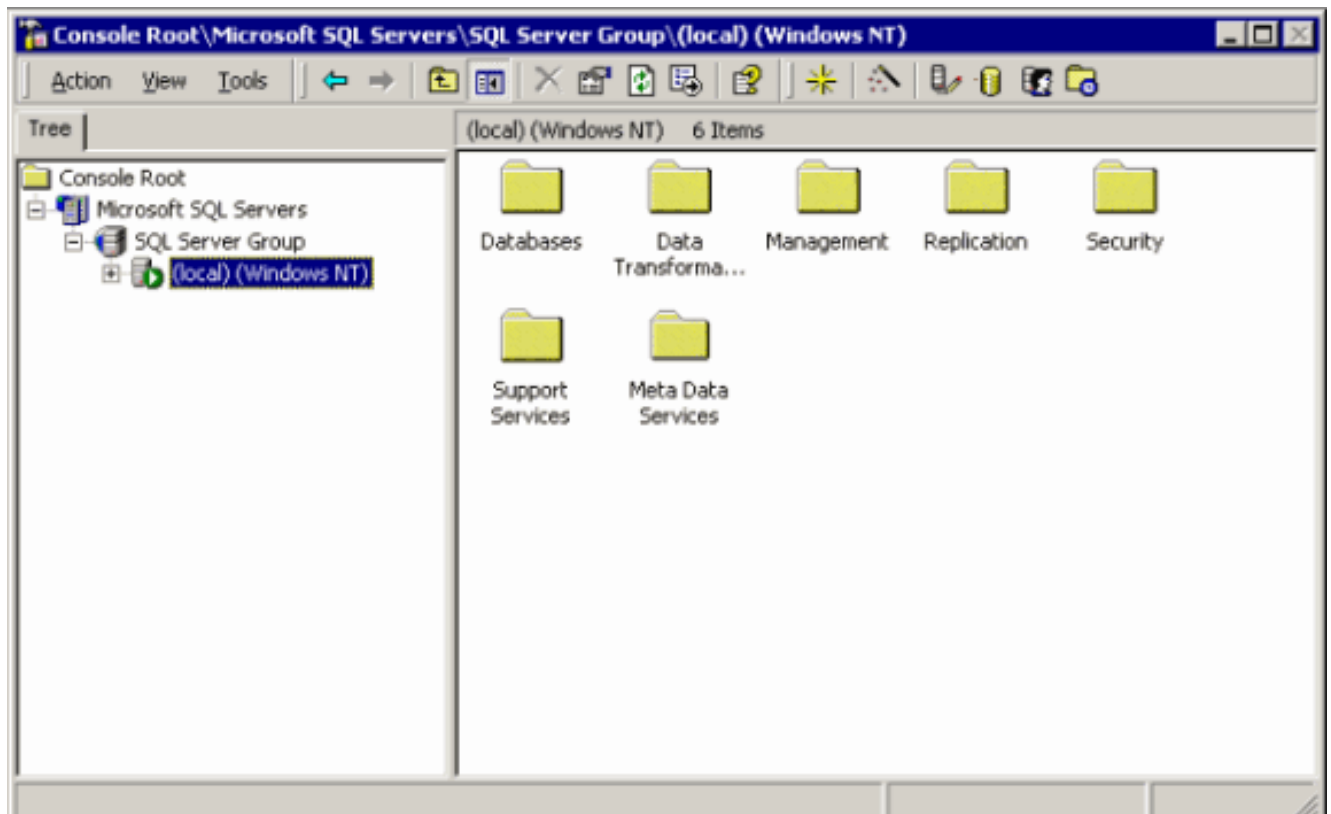 Console Root\Microsoft SQL Servers\SQL Server Group\(local) (Windows NT)
Action View Tools
Tree
(local) (Windows NT) 6 Items
Console Root
Microsoft SQL Servers
SQL Server Group
(local) (Windows NT)
Databases
Data
Transforma...
Management
Replication
Security
Support
Services
Meta Data
Services